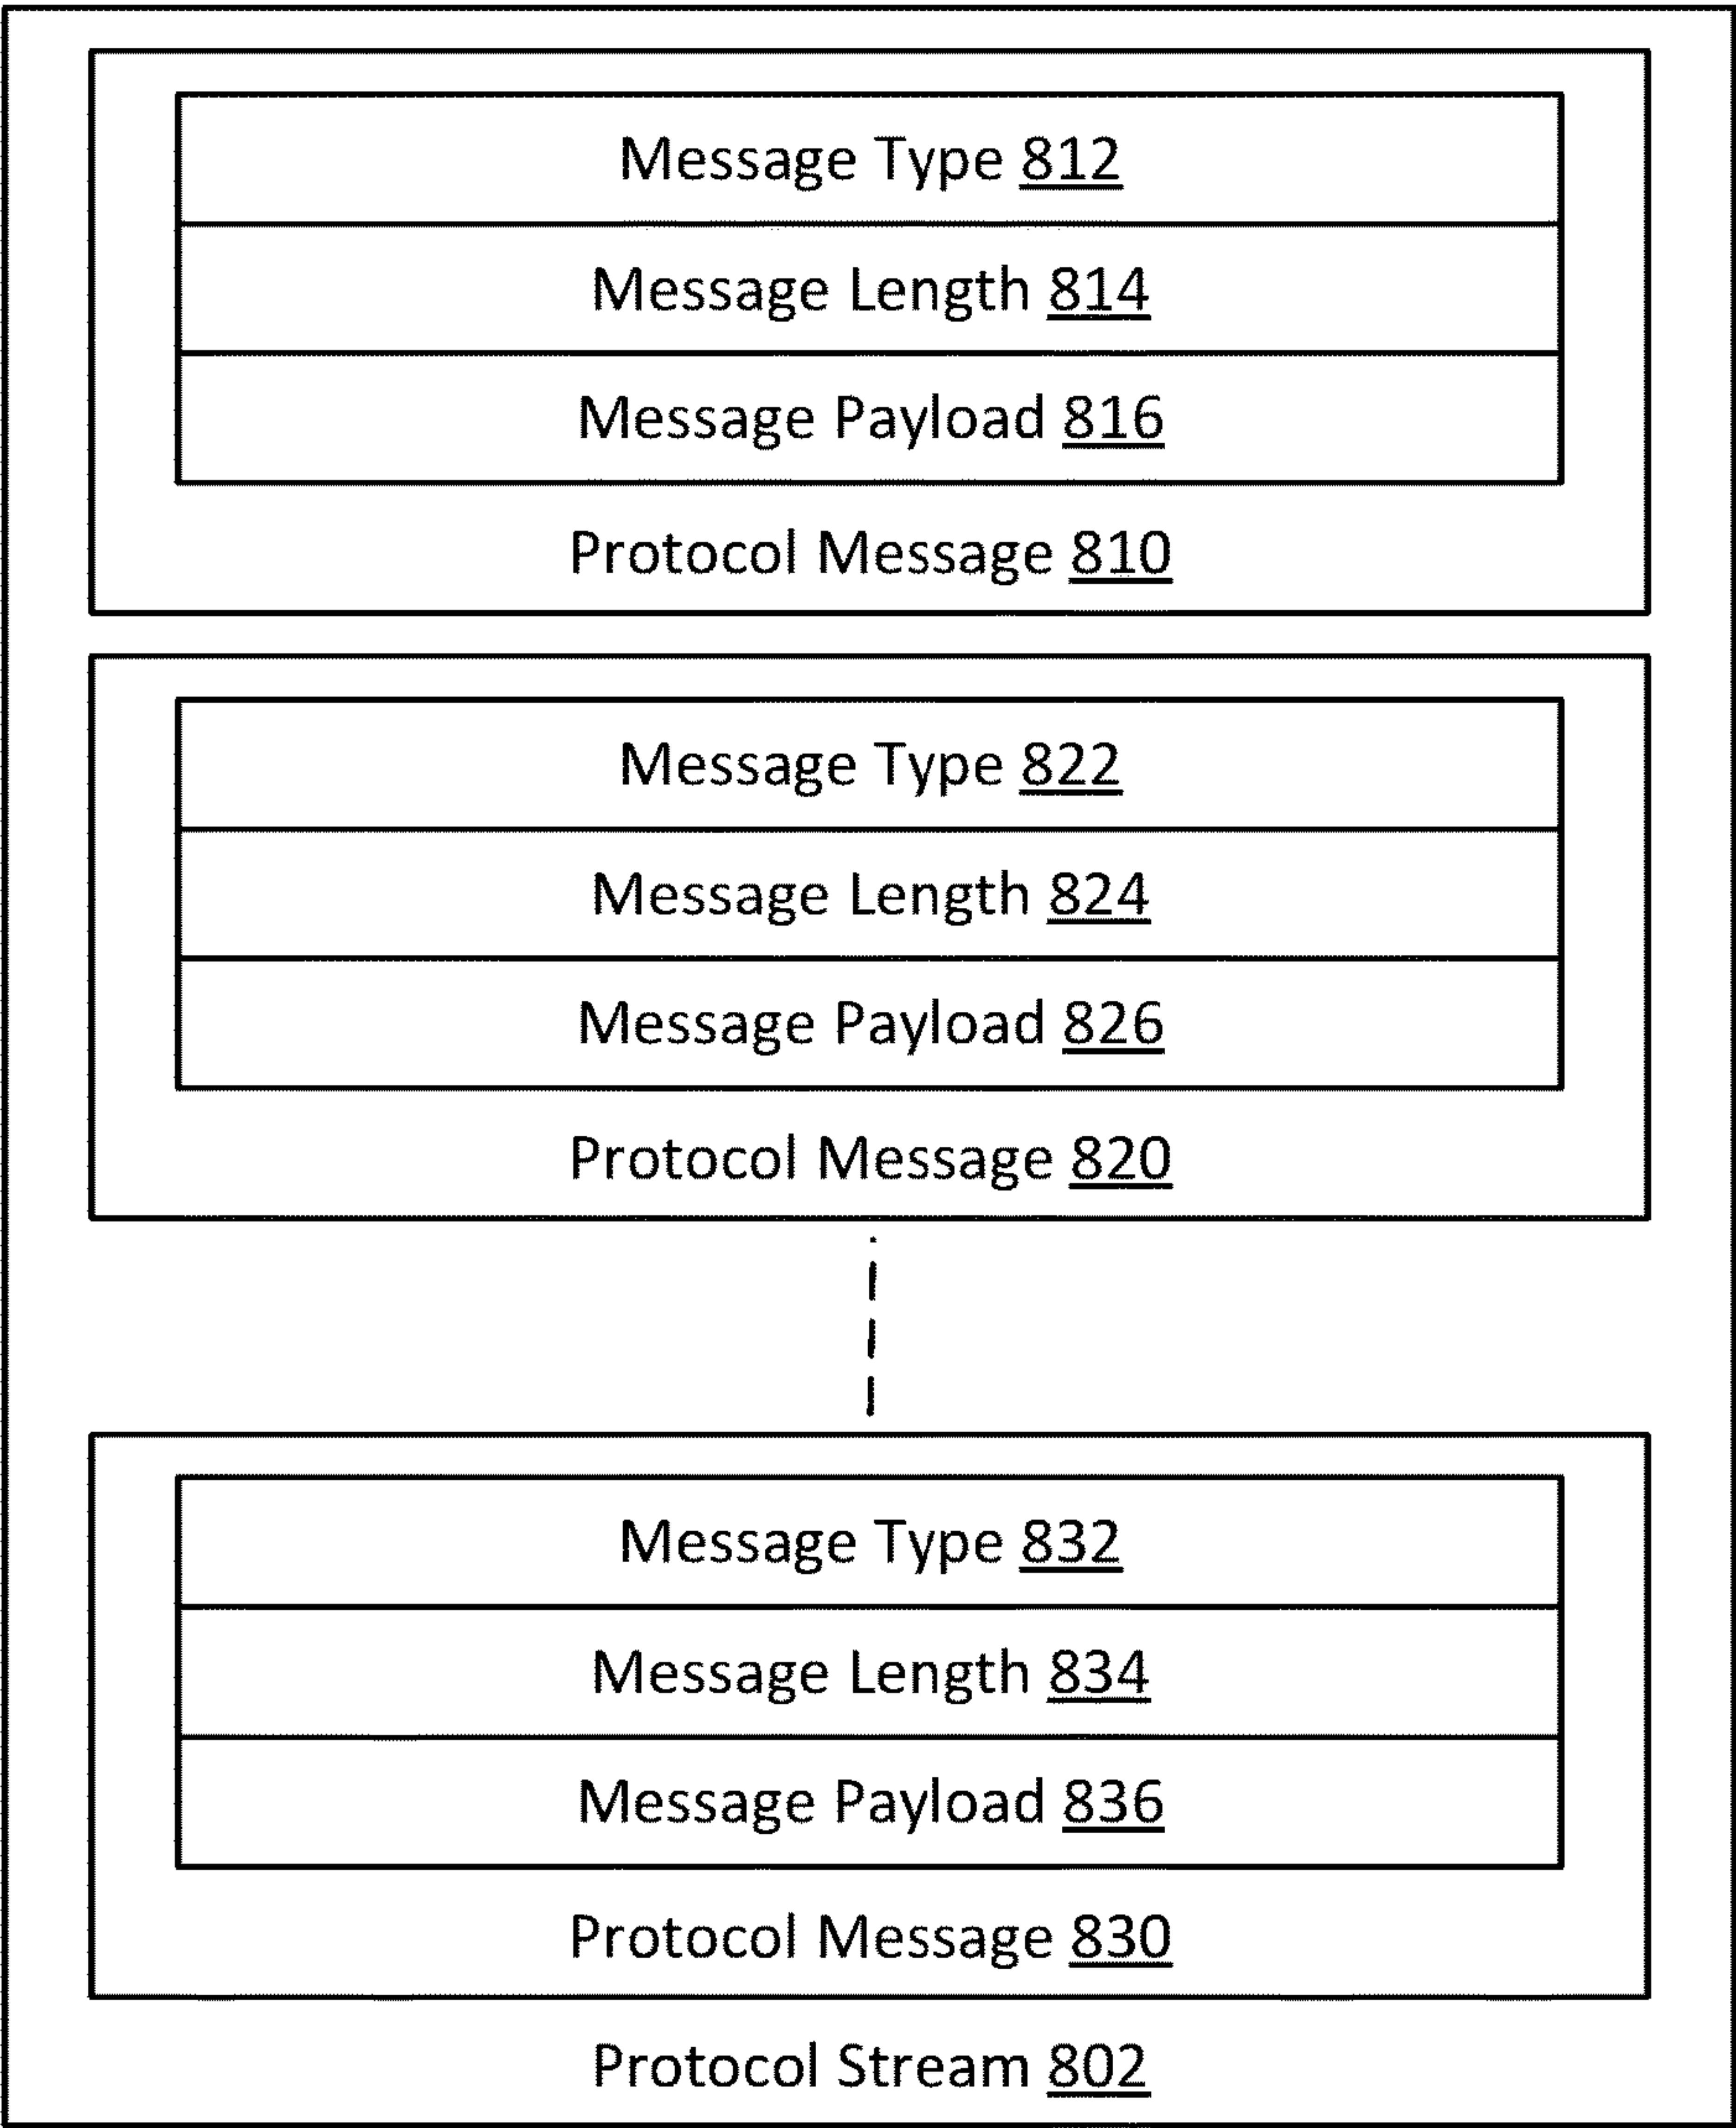 Message Type 812
Message Length 814
Message Payload 816
Protocol Message 810
Message Type 822
Message Length 824
Message Payload 826
Protocol Message 820
Message Type 832
Message Length 834
Message Payload 836
Protocol Message 830
Protocol Stream 802